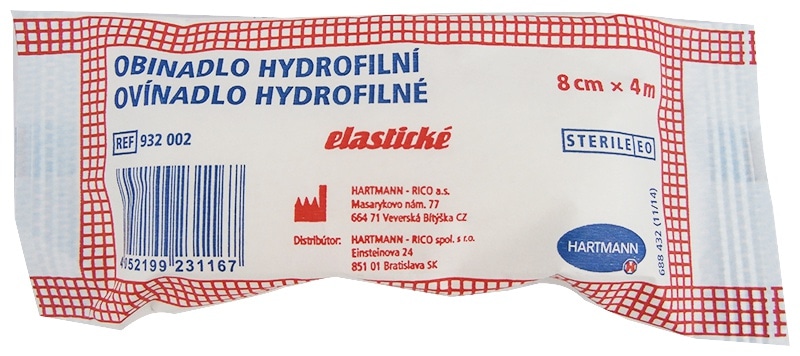 OBINADLO HYDROFILNÍ
OVÍNADLO HYDROFILNÉ
8 cm × 4 m
REF 932 002
elastické
STERILE EO
HARTMANN - RICO a.s.
Masarykovo nám. 77
664 71 Veverská Bítýška CZ
Distribútor: HARTMANN - RICO spol. s r.o.
Einsteinova 24
851 01 Bratislava SK
4052199 231167
HARTMANN
H
688 432 (11/14)